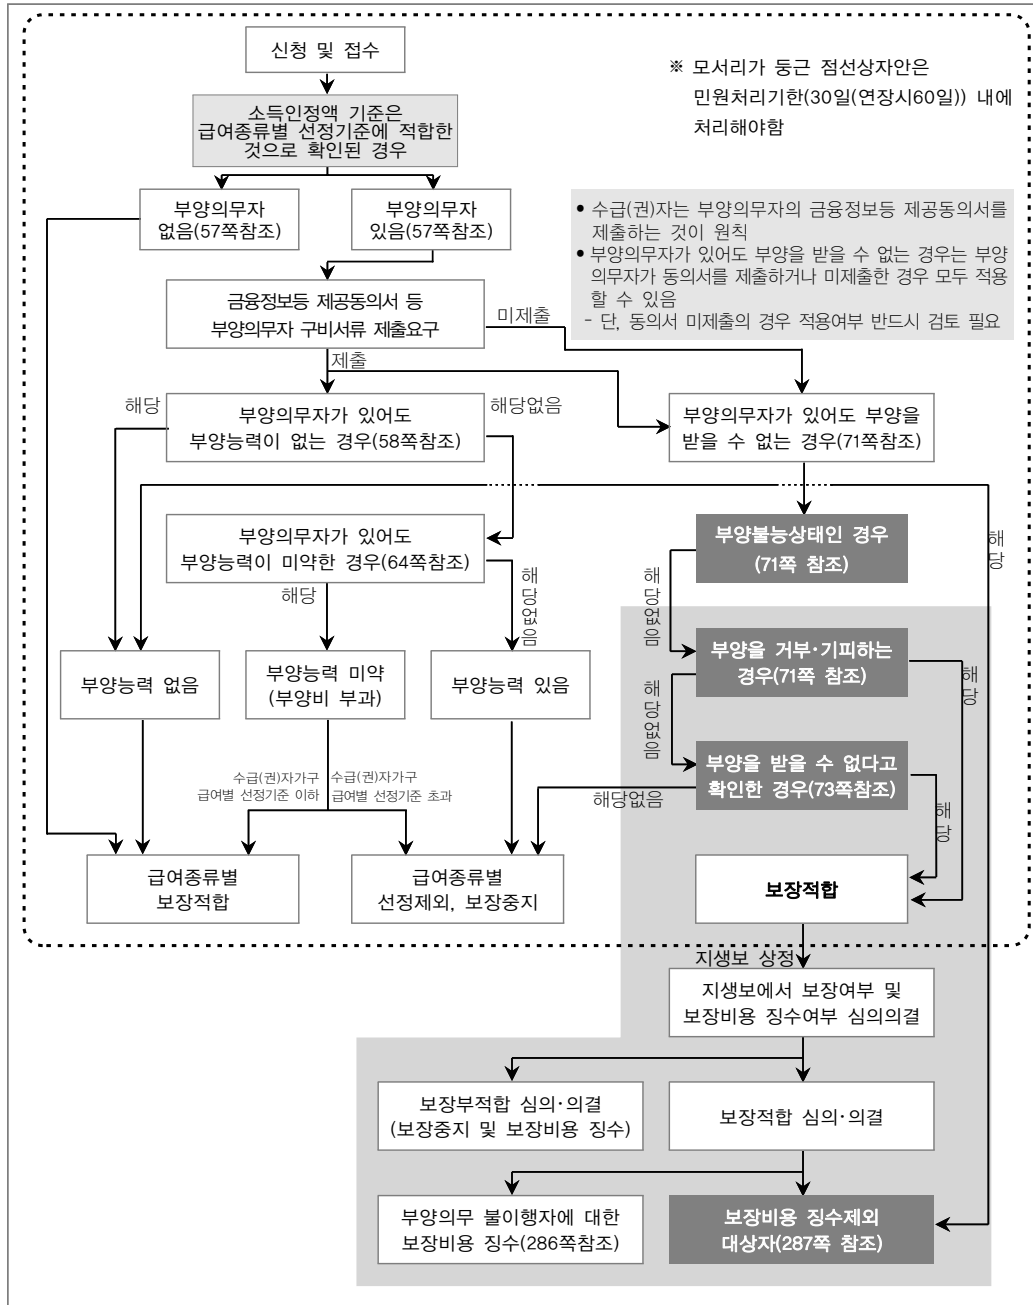 신청 및 접수
※ 모서리가 둥근 점선상자안은
민원처리기한(30일(연장시60일)) 내에
처리해야함
소득인정액 기준은
급여종류별 선정기준에 적합한
것으로 확인된 경우
부양의무자
없음(57쪽참조)
부양의무자
있음(57쪽참조)
• 수급(권)자는 부양의무자의 금융정보등 제공동의서를
제출하는 것이 원칙
• 부양의무자가 있어도 부양을 받을 수 없는 경우는 부양
의무자가 동의서를 제출하거나 미제출한 경우 모두 적용
할 수 있음
- 단, 동의서 미제출의 경우 적용여부 반드시 검토 필요
금융정보등 제공동의서 등
부양의무자 구비서류 제출요구
미제출
제출
해당
부양의무자가 있어도
부양능력이 없는 경우(58쪽참조)
해당없음
부양의무자가 있어도 부양을
받을 수 없는 경우(71쪽참조)
부양의무자가 있어도
부양능력이 미약한 경우(64쪽참조)
부양불능상태인 경우
(71쪽 참조)
해당
해당
해당없음
해당없음
부양능력 없음
부양능력 미약
(부양비 부과)
부양능력 있음
부양을 거부·기피하는
경우(71쪽 참조)
해당
해당없음
수급(권)자가구
급여별 선정기준 이하
수급(권)자가구
급여별 선정기준 초과
부양을 받을 수 없다고
확인한 경우(73쪽참조)
해당없음
해당
급여종류별
보장적합
급여종류별
선정제외, 보장중지
보장적합
지생보 상정
지생보에서 보장여부 및
보장비용 징수여부 심의의결
보장부적합 심의·의결
(보장중지 및 보장비용 징수)
보장적합 심의·의결
부양의무 불이행자에 대한
보장비용 징수(286쪽참조)
보장비용 징수제외
대상자(287쪽 참조)